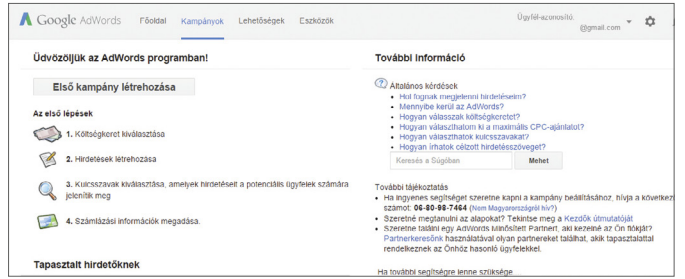 Google AdWords Főoldal Kampányok Lehetőségek Eszközök
Ügyfél-azonosító:
@gmail.com
Üdvözöljük az AdWords programban!
Első kampány létrehozása
Az első lépések
1. Költségkeret kiválasztása
2. Hirdetések létrehozása
3. Kulcsszavak kiválasztása, amelyek hirdetéseit a potenciális ügyfelek számára
jelenítik meg
4. Számlázási információk megadása.
Tapasztalt hirdetőknek
További információ
Általános kérdések
• Hol fognak megjelenni hirdetéseim?
• Mennyibe kerül az AdWords?
• Hogyan válasszak költségkeretet?
• Hogyan választhatom ki a maximális CPC-ajánlatot?
• Hogyan választhatok kulcsszavakat?
• Hogyan írhatok célzott hirdetésszöveget?
Keresés a Súgóban Mehet
További tájékoztatás
• Ha ingyenes segítséget szeretne kapni a kampány beállításához, hívja a következő
számot: 06-80-98-7464 (Nem Magyarországról hív?)
• Szeretné megtanulni az alapokat? Tekintse meg a Kezdők útmutatóját
• Szeretne találni egy AdWords Minősített Partnert, aki kezelné az Ön fiókját?
Partnerkeresőnk használatával olyan partnereket találhat, akik tapasztalattal
rendelkeznek az Önhöz hasonló ügyfelekkel.
Ha további segítségre lenne szüksége